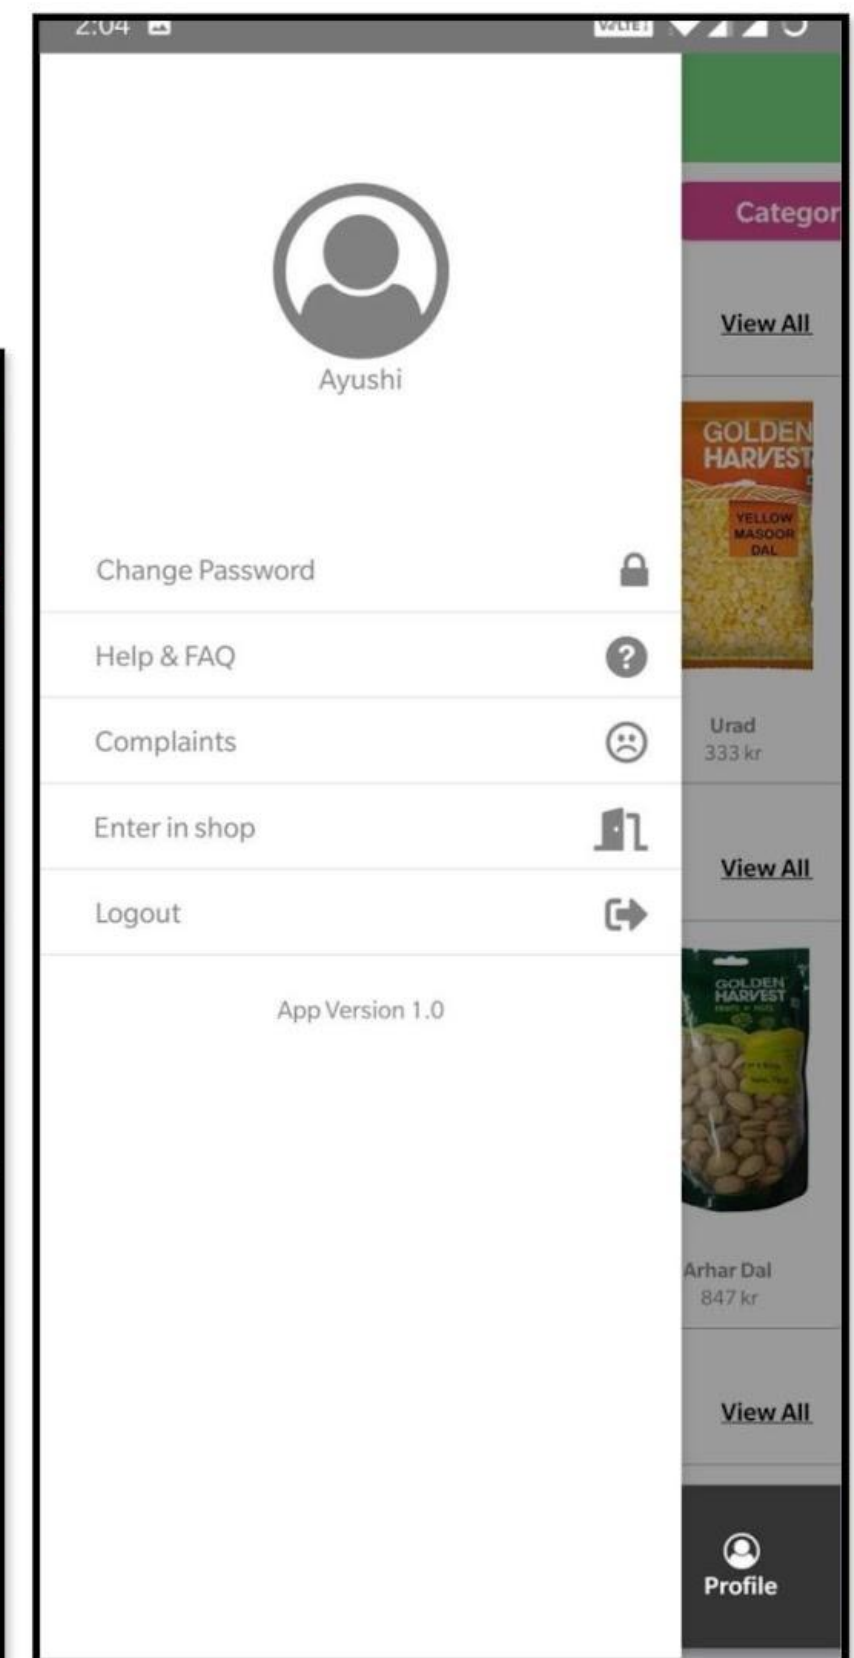 2:04
VoLTE
Categor
View All
Ayushi
GOLDEN
HARVEST
YELLOW
MASOOR
DAL
Change Password
Help & FAQ
Complaints
Urad
333 kr
Enter in shop
View All
Logout
GOLDEN
HARVEST
App Version 1.0
Arhar Dal
847 kr
View All
Profile